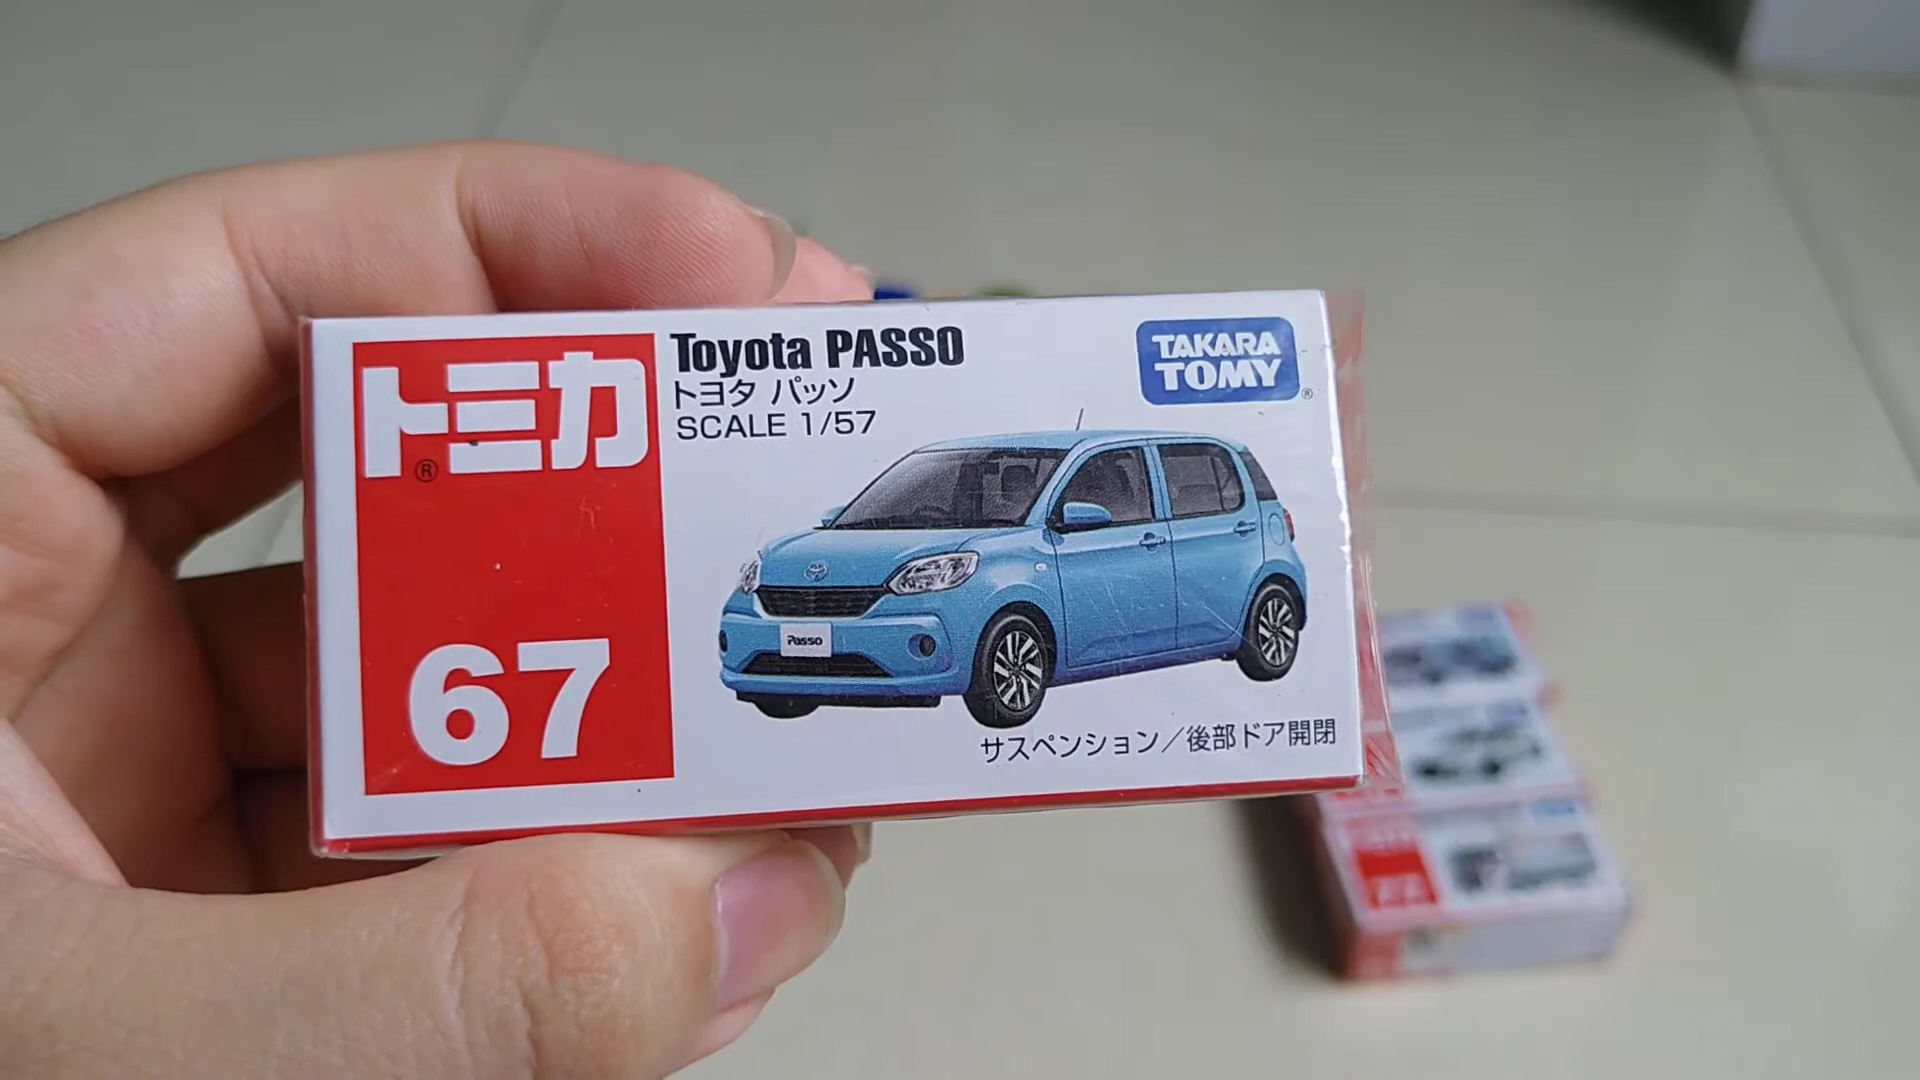 トミカ
®
67
Toyota PASSO
トヨタ パッソ
SCALE 1/57
TAKARA
TOMY
®
Passo
サスペンション/後部ドア開閉